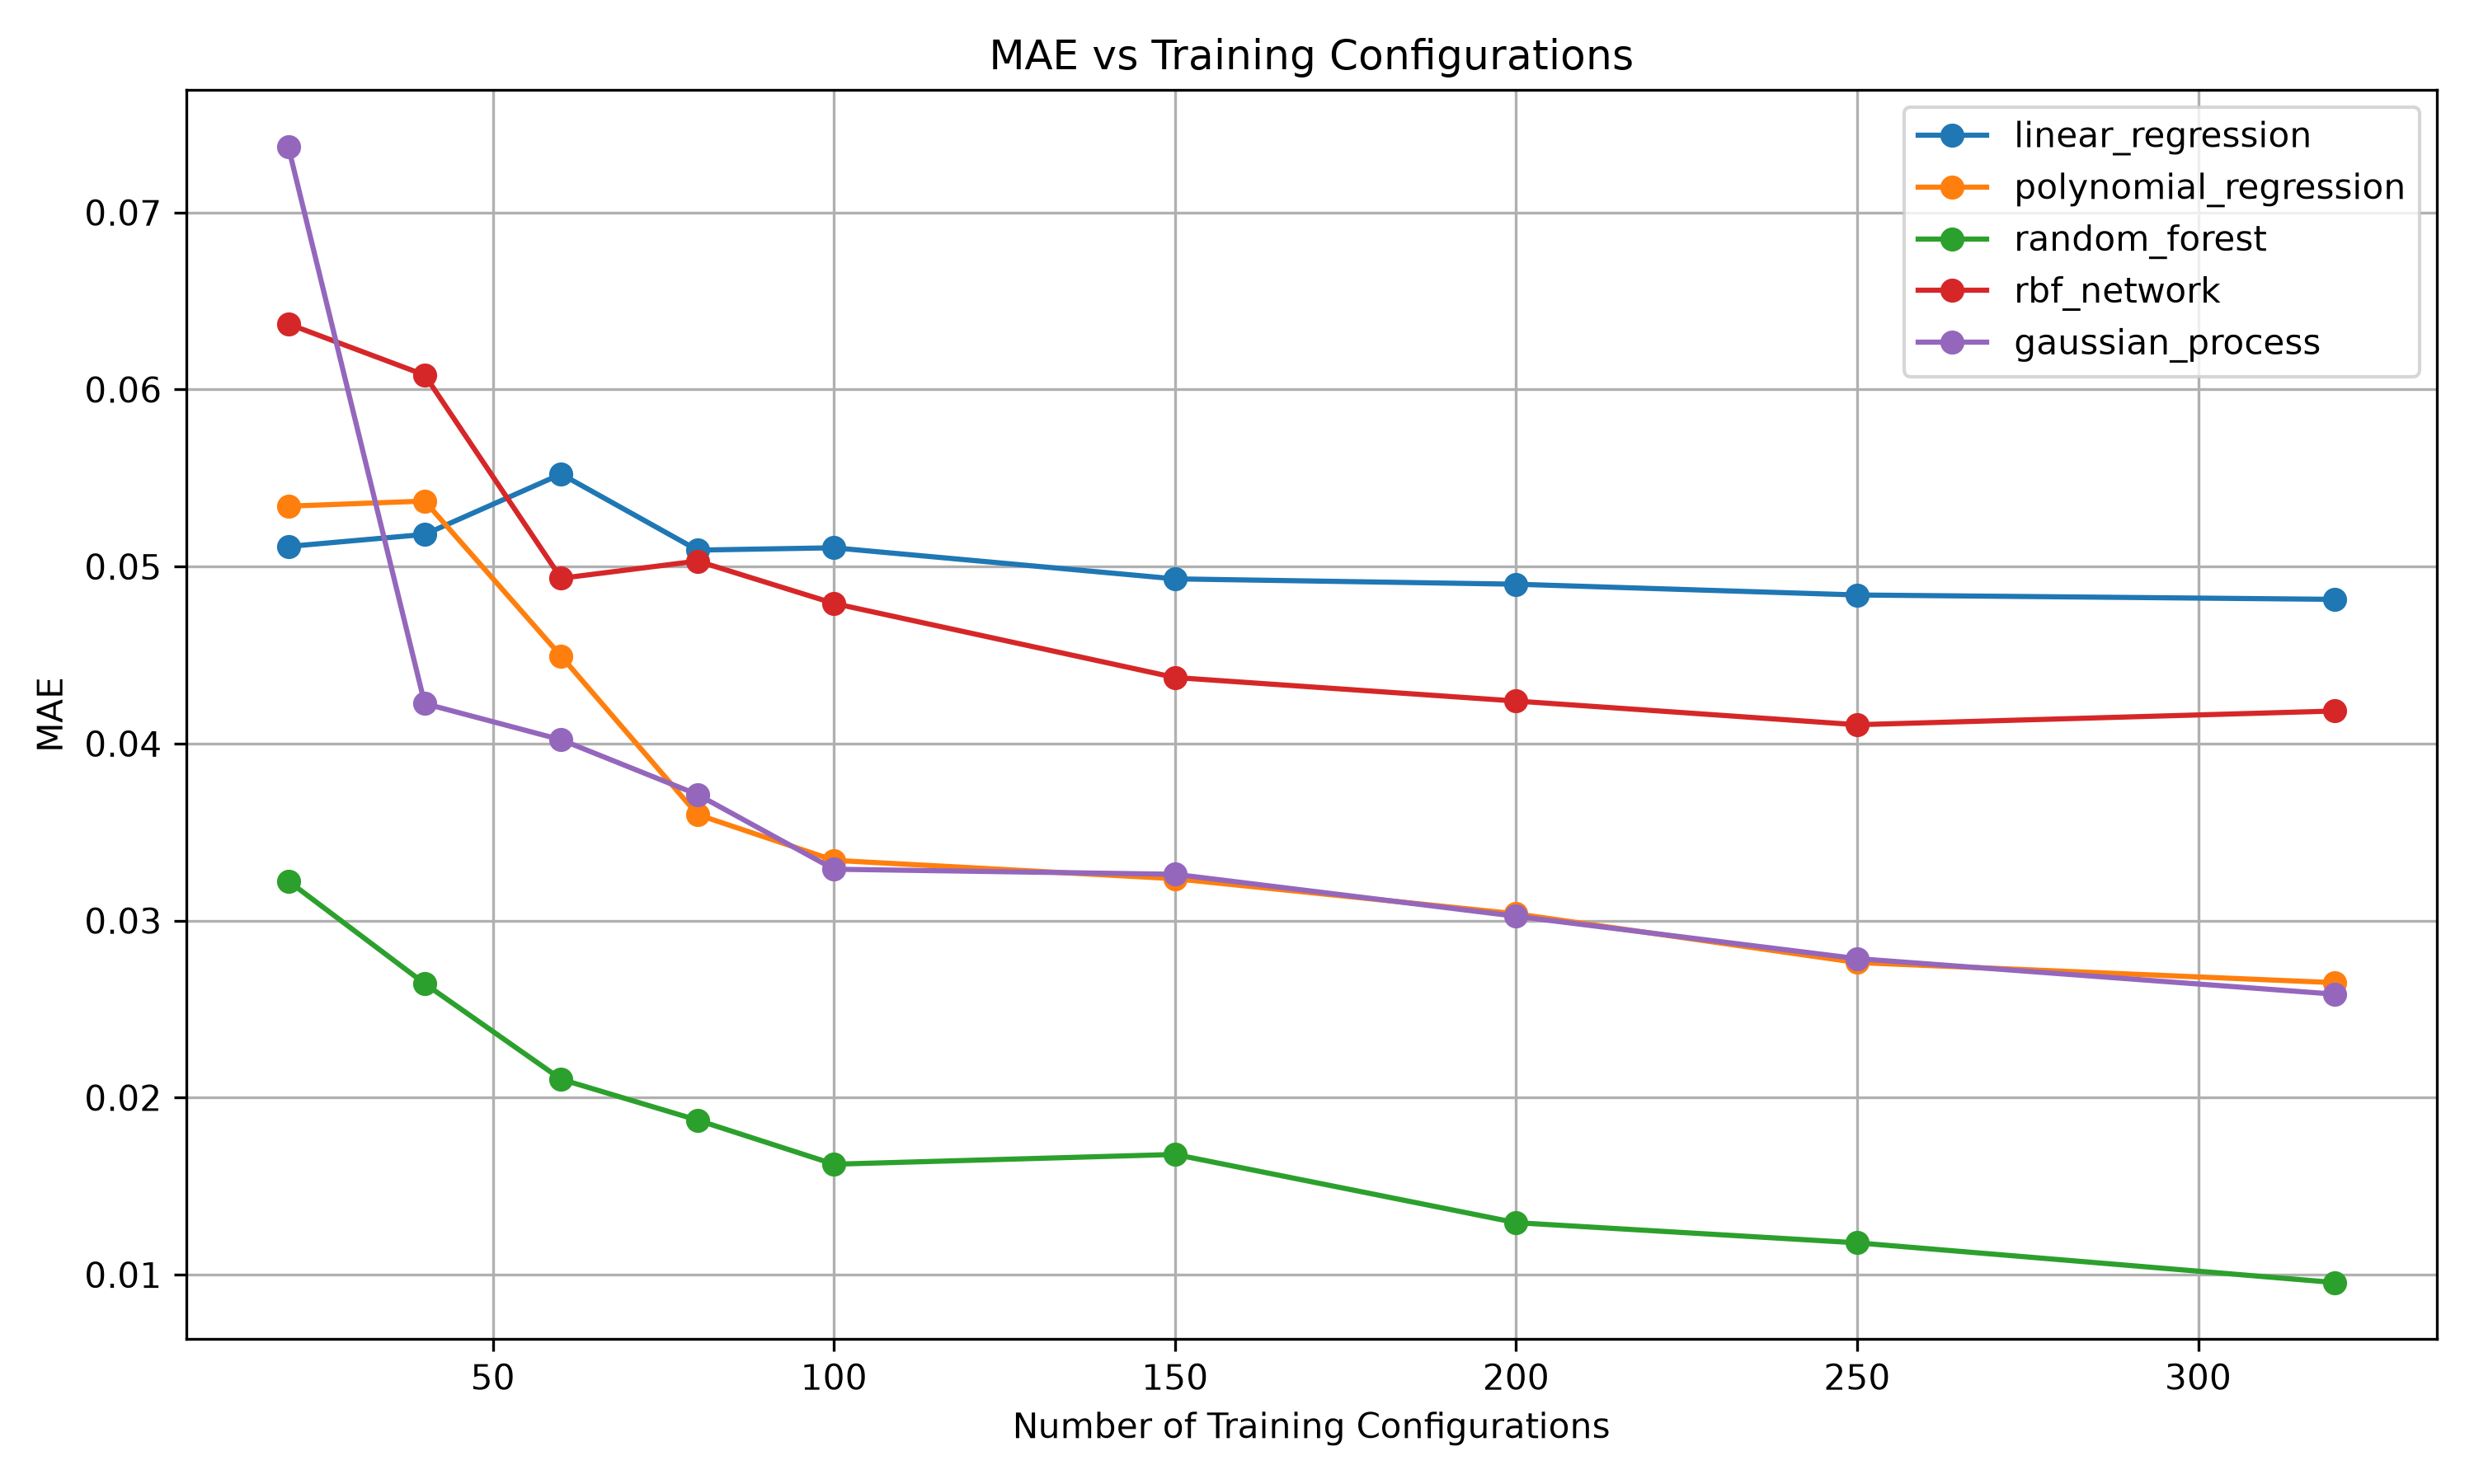 MAE vs Training Configurations
linear_regression
polynomial_regression
random_forest
rbf_network
gaussian_process
0.07
0.06
0.05
0.04
0.03
0.02
0.01
MAE
50 100 150 200 250 300
Number of Training Configurations